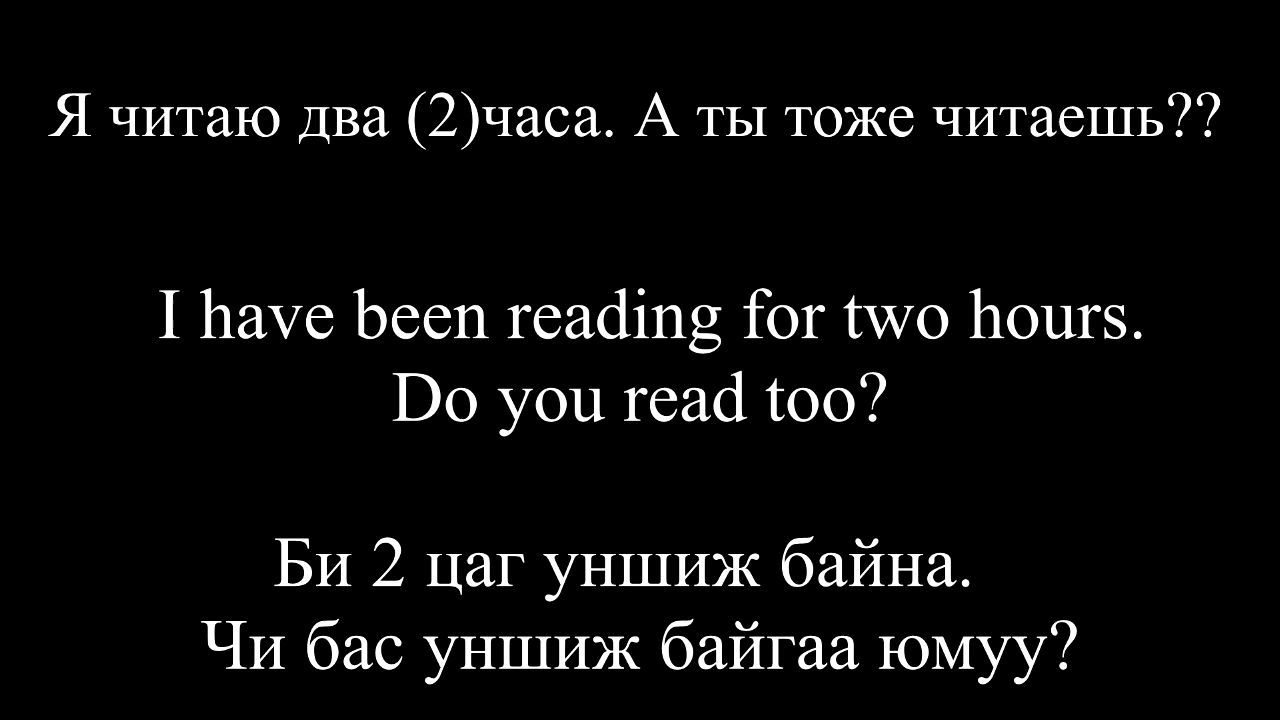 Я читаю два (2)часа. А ты тоже читаешь??
I have been reading for two hours.
Do you read too?
Би 2 цаг уншиж байна.
Чи бас уншиж байгаа юмуу?